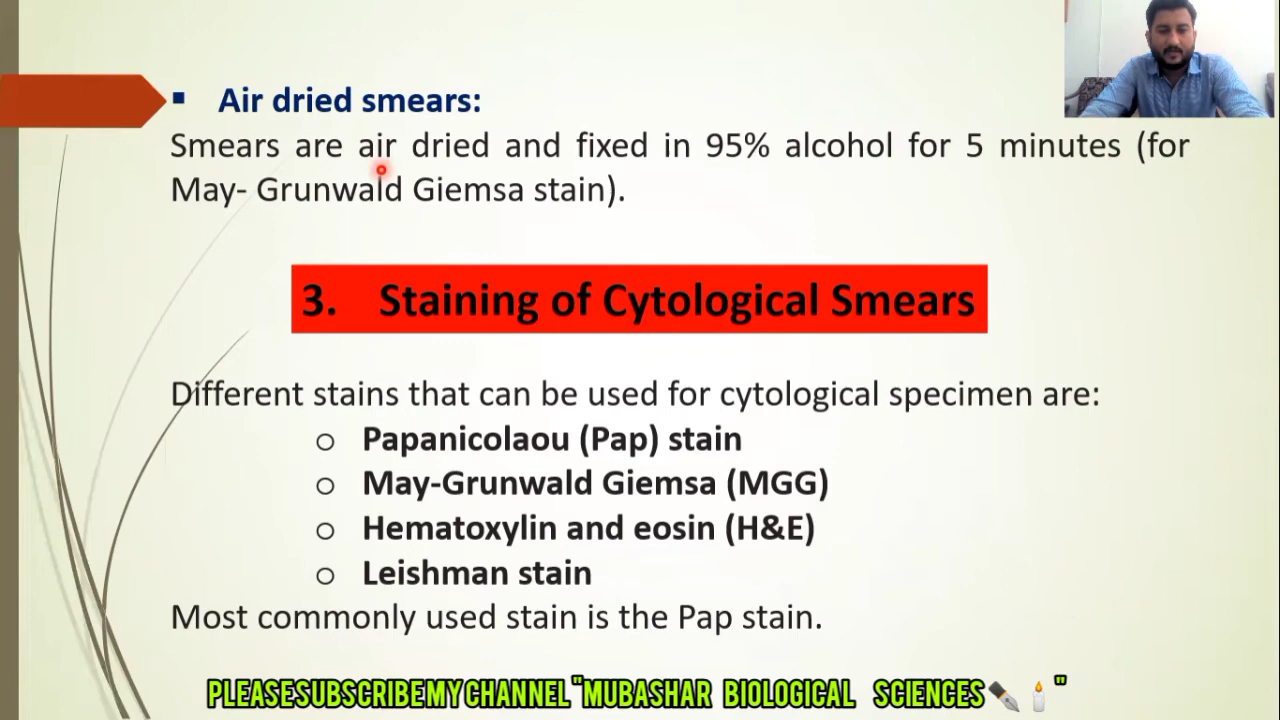 ▪ Air dried smears:
Smears are air dried and fixed in 95% alcohol for 5 minutes (for
May- Grunwald Giemsa stain).
3. Staining of Cytological Smears
Different stains that can be used for cytological specimen are:
o Papanicolaou (Pap) stain
o May-Grunwald Giemsa (MGG)
o Hematoxylin and eosin (H&E)
o Leishman stain
Most commonly used stain is the Pap stain.
PLEASE SUBSCRIBE MY CHANNEL "MUBASHAR BIOLOGICAL SCIENCES✒️🕯️"